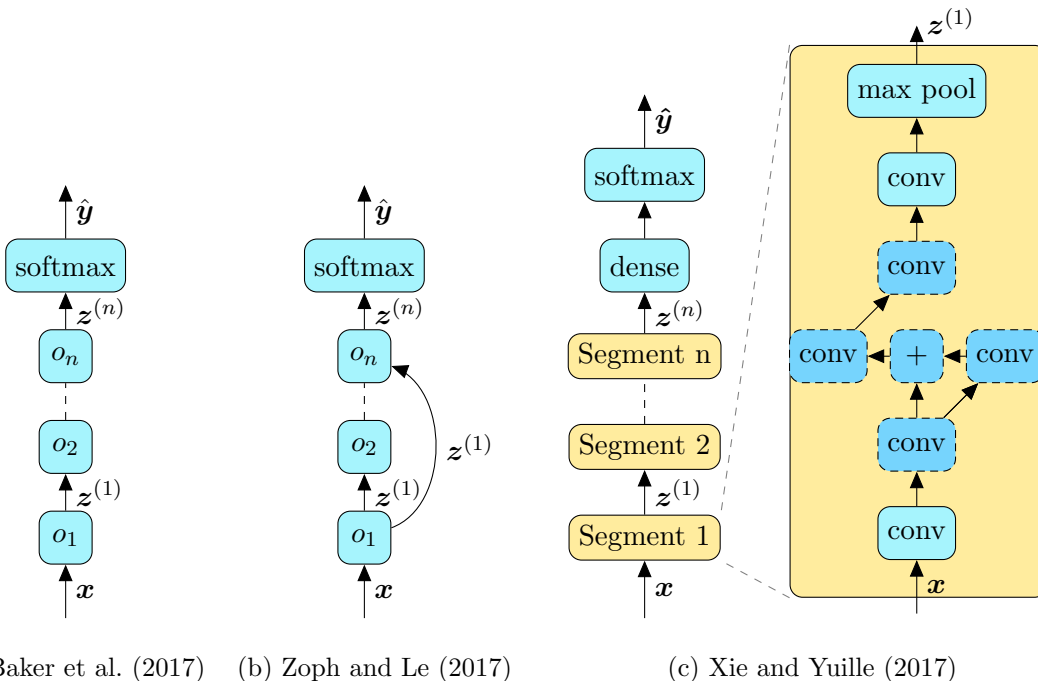 ŷ
softmax
z^(n)
o_n
o_2
z^(1)
o_1
x
Baker et al. (2017)
ŷ
softmax
z^(n)
o_n
o_2
z^(1)
z^(1)
o_1
x
(b) Zoph and Le (2017)
ŷ
softmax
dense
z^(n)
Segment n
Segment 2
z^(1)
Segment 1
x
z^(1)
max pool
conv
conv
conv + conv
conv
conv
x
(c) Xie and Yuille (2017)